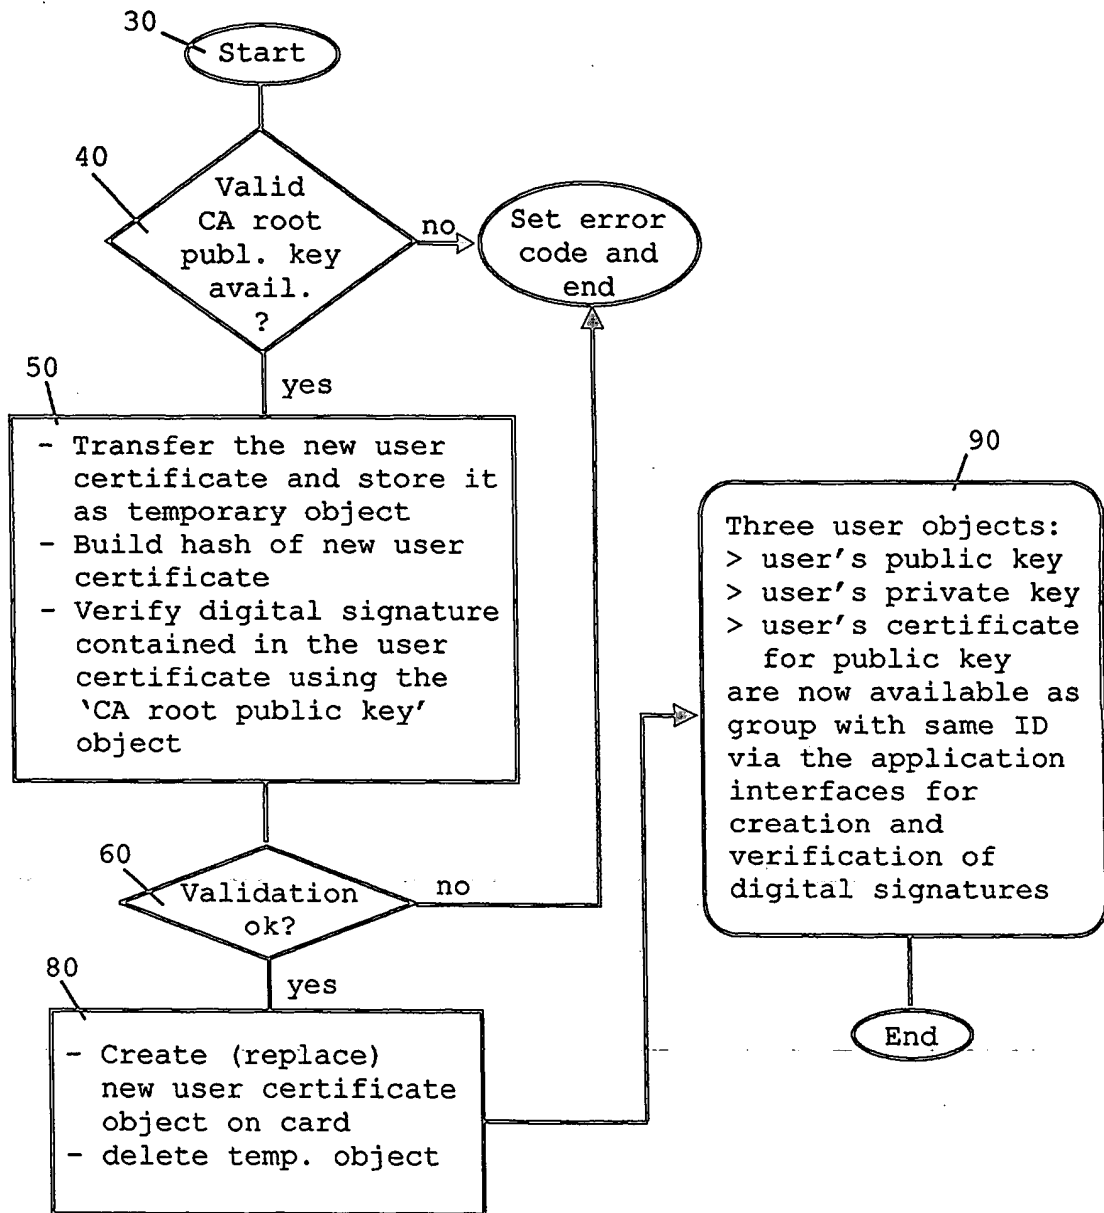 30
Start
40
Valid
CA root
publ. key
avail.
?
no
Set error
code and
end
yes
50
- Transfer the new user
certificate and store it
as temporary object
- Build hash of new user
certificate
- Verify digital signature
contained in the user
certificate using the
‘CA root public key’
object
60
Validation
ok?
no
yes
80
- Create (replace)
new user certificate
object on card
- delete temp. object
90
Three user objects:
> user's public key
> user's private key
> user's certificate
for public key
are now available as
group with same ID
via the application
interfaces for
creation and
verification of
digital signatures
End